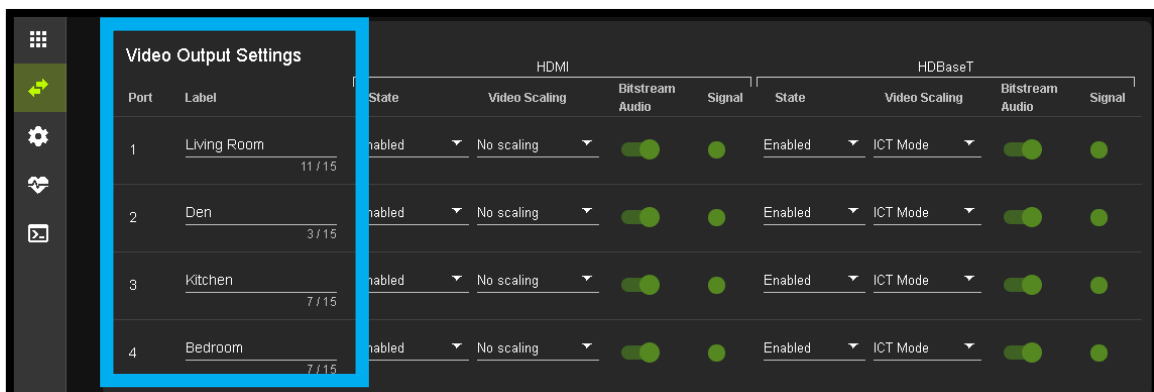 Video Output Settings
HDMI
HDBaseT
Port Label State Video Scaling Bitstream Audio Signal State Video Scaling Bitstream Audio Signal
1 Living Room nabled No scaling Enabled ICT Mode
11 / 15
2 Den nabled No scaling Enabled ICT Mode
3 / 15
3 Kitchen nabled No scaling Enabled ICT Mode
7 / 15
4 Bedroom nabled No scaling Enabled ICT Mode
7 / 15